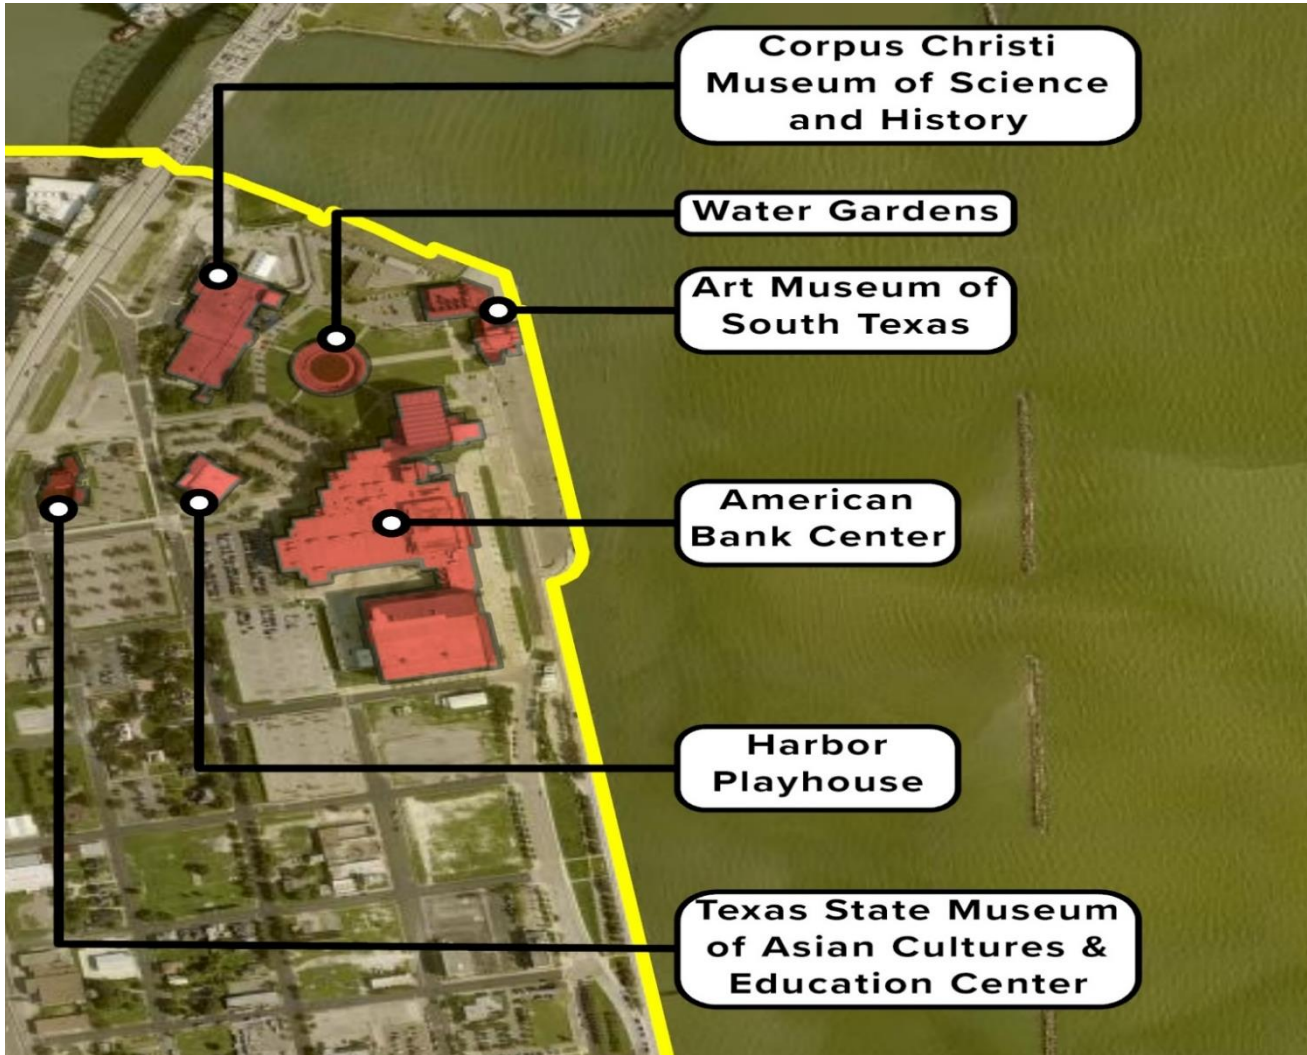 Corpus Christi
Museum of Science
and History
Water Gardens
Art Museum of
South Texas
American
Bank Center
Harbor
Playhouse
Texas State Museum
of Asian Cultures &
Education Center